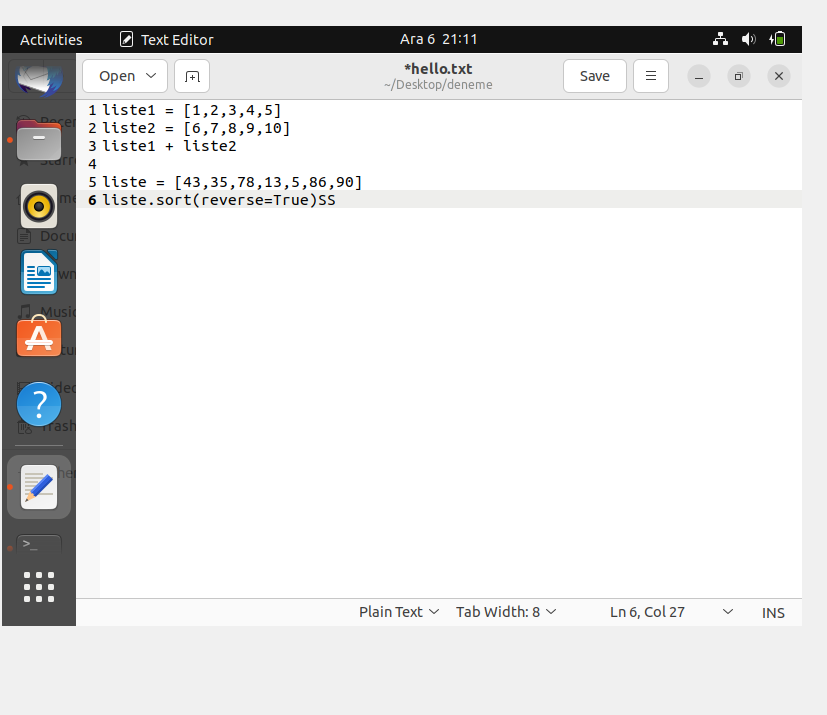 Activities Text Editor Ara 6 21:11
Open *hello.txt Save
~/Desktop/deneme
1 liste1 = [1,2,3,4,5]
2 liste2 = [6,7,8,9,10]
3 liste1 + liste2
4
5 liste = [43,35,78,13,5,86,90]
6 liste.sort(reverse=True)SS
Plain Text Tab Width: 8 Ln 6, Col 27 INS